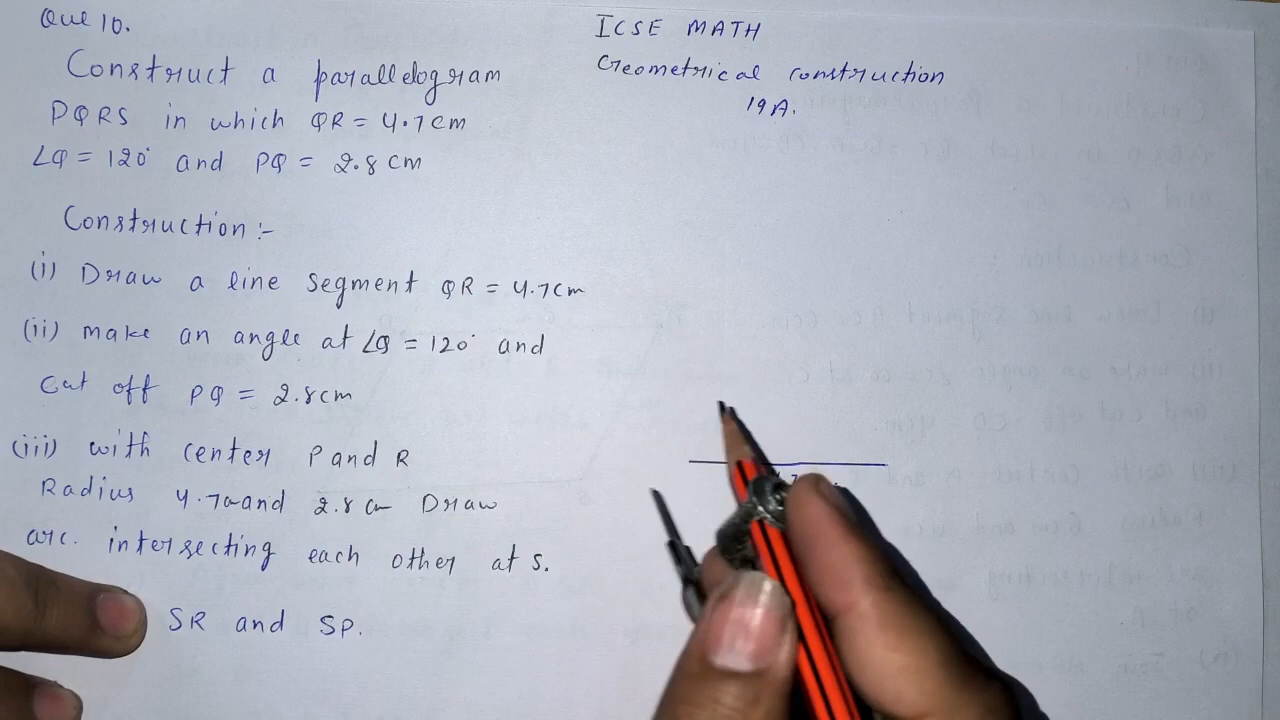 Que 10.
Construct a parallelogram
PQRS in which QR = 4.7cm
∠Q = 120° and PQ = 2.8 cm
Construction :-
(i) Draw a line segment QR = 4.7cm
(ii) make an angle at ∠Q = 120° and
Cut off PQ = 2.8cm
(iii) with center P and R
Radius 4.7 and 2.8 cm Draw
arc. intersecting each other at S.
SR and SP.
ICSE MATH
Geometrical construction
19A.